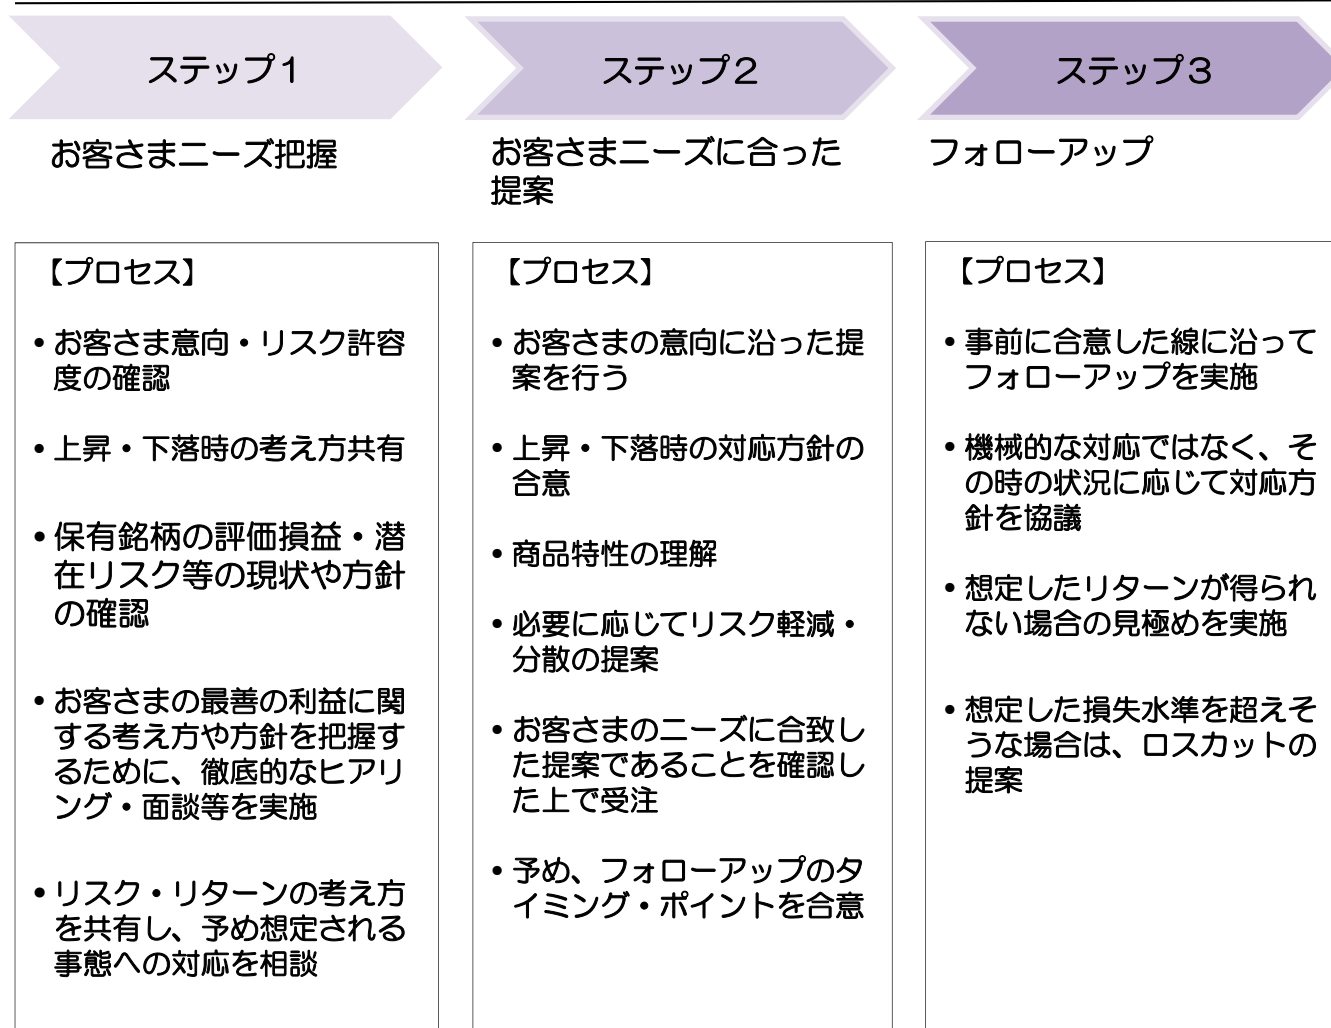 ステップ1
お客さまニーズ把握
【プロセス】
• お客さま意向・リスク許容
度の確認
• 上昇・下落時の考え方共有
• 保有銘柄の評価損益・潜
在リスク等の現状や方針
の確認
• お客さまの最善の利益に関
する考え方や方針を把握す
るために、徹底的なヒアリ
ング・面談等を実施
• リスク・リターンの考え方
を共有し、予め想定される
事態への対応を相談
ステップ2
お客さまニーズに合った
提案
【プロセス】
• お客さまの意向に沿った提
案を行う
• 上昇・下落時の対応方針の
合意
• 商品特性の理解
• 必要に応じてリスク軽減・
分散の提案
• お客さまのニーズに合致し
た提案であることを確認し
た上で受注
• 予め、フォローアップのタ
イミング・ポイントを合意
ステップ3
フォローアップ
【プロセス】
• 事前に合意した線に沿って
フォローアップを実施
• 機械的な対応ではなく、そ
の時の状況に応じて対応方
針を協議
• 想定したリターンが得られ
ない場合の見極めを実施
• 想定した損失水準を超えそ
うな場合は、ロスカットの
提案